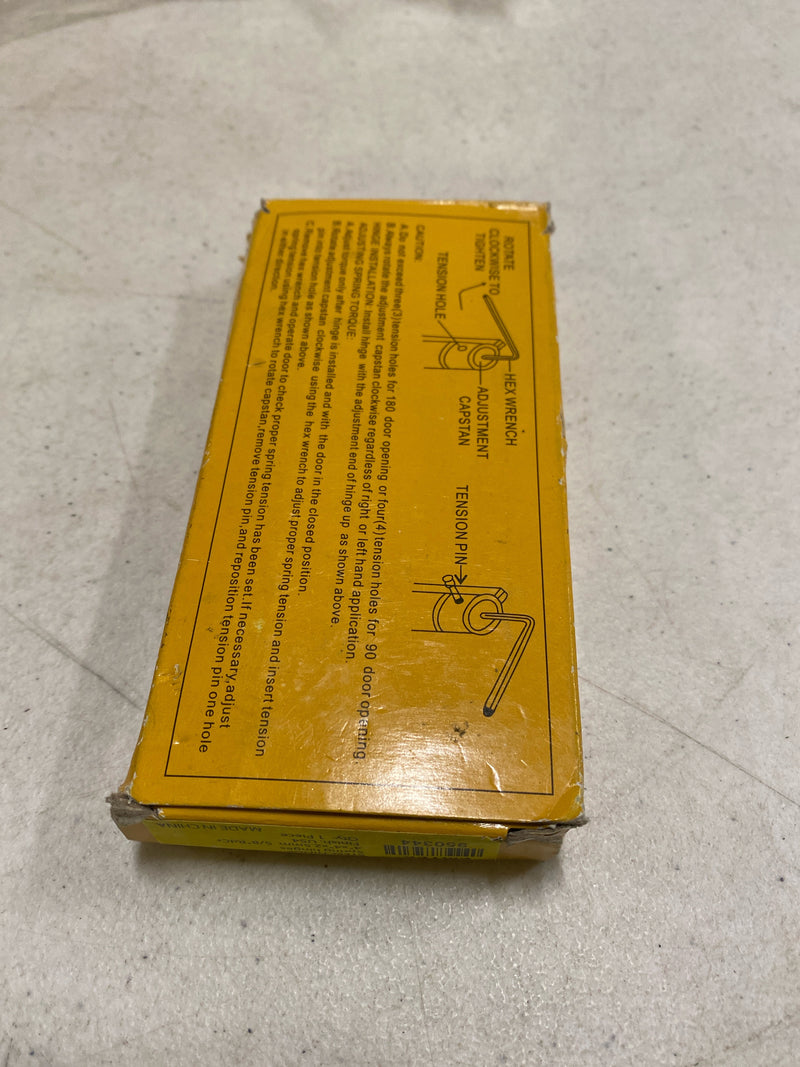 ROTATE
CLOCKWISE TO
TIGHTEN
HEX WRENCH
TENSION HOLE
ADJUSTMENT
CAPSTAN
TENSION PIN
CAUTION:
A.Do not exceed three(3)tension holes for 180 door opening or four(4)tension holes for 90 door opening
B.Always rotate the adjustment capstan clockwise regardless of right or left hand application.
HINGE INSTALLATION: Install hinge with the adjustment end of hinge up as shown above.
ADJUSTING SPRING TORQUE:
A.Adjust torque only after hinge is installed and with the door in the closed position.
B.Rotate adjustment capstan clockwise using the hex wrench to adjust proper spring tension and insert tension
pin into tension hole as shown above.
C.Remove hex wrench and operate door to check proper spring tension has been set.If necessary,adjust
spring tension using hex wrench to rotate capstan,remove tension pin,and reposition tension pin one hole
in either direction.
950344
5/8"Rad
Finish: US4
Qty: 1 Piece
MADE IN CHINA